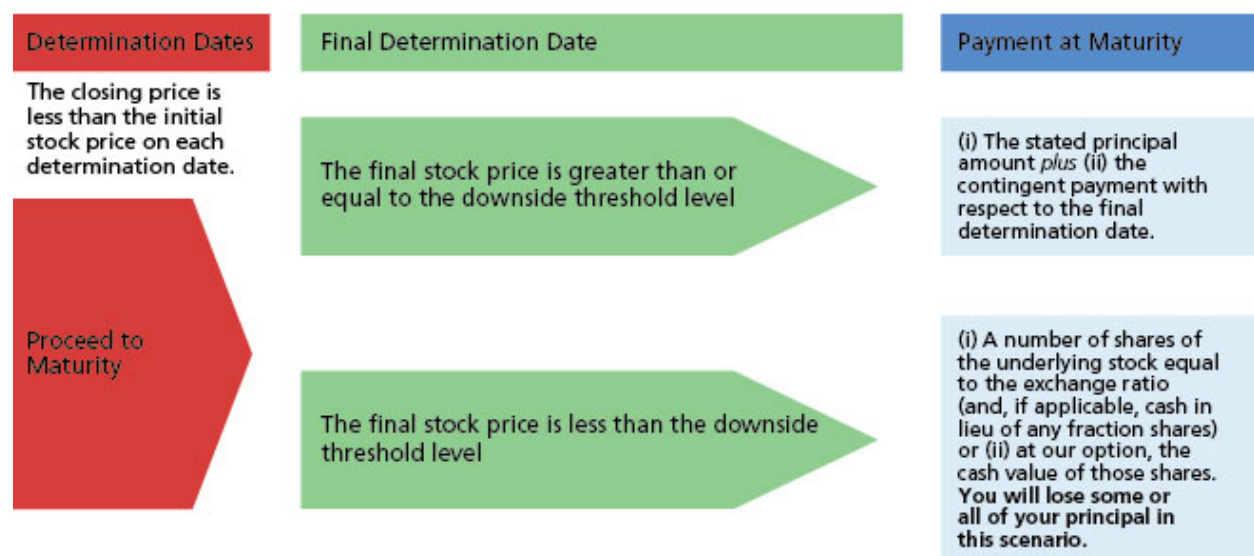 Determination Dates
Final Determination Date
Payment at Maturity
The closing price is
less than the initial
stock price on each
determination date.
Proceed to
Maturity
The final stock price is greater than or
equal to the downside threshold level
(i) The stated principal
amount plus (ii) the
contingent payment with
respect to the final
determination date.
The final stock price is less than the downside
threshold level
(i) A number of shares of
the underlying stock equal
to the exchange ratio
(and, if applicable, cash in
lieu of any fraction shares)
or (ii) at our option, the
cash value of those shares.
You will lose some or
all of your principal in
this scenario.